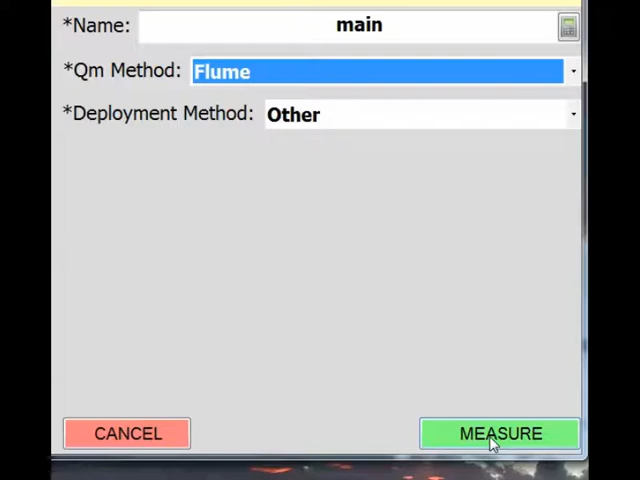 *Name: main
*Qm Method: Flume
*Deployment Method: Other
CANCEL MEASURE